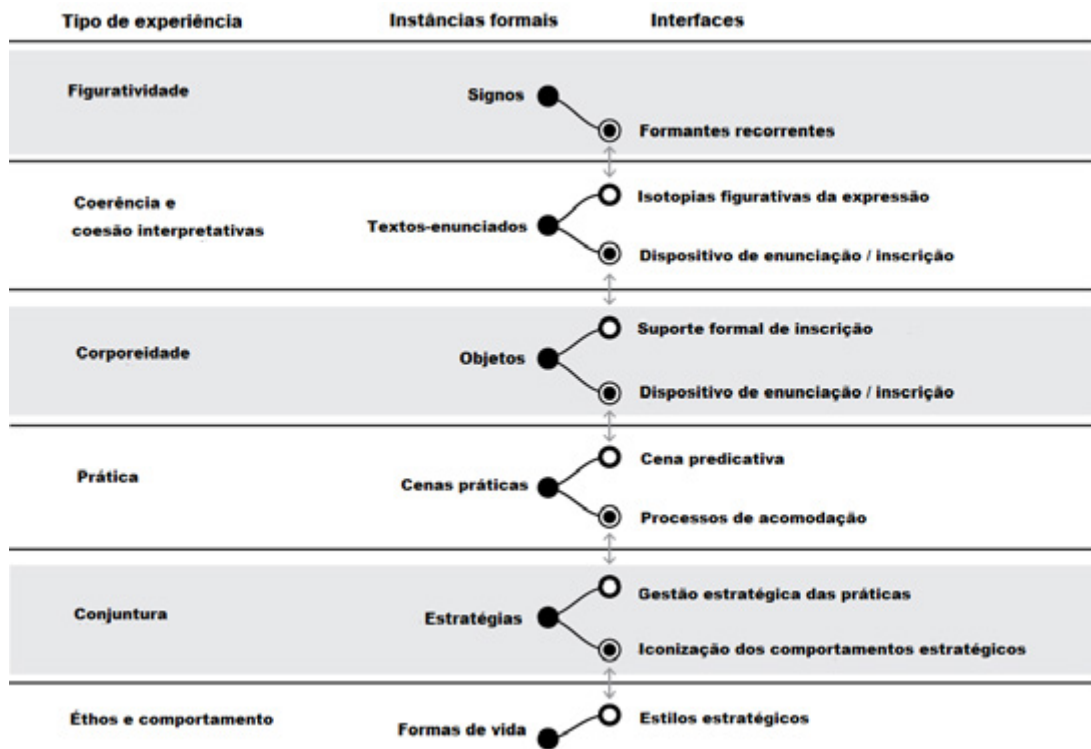 Tipo de experiência Instâncias formais Interfaces
Figuratividade
Signos
Formantes recorrentes
Coerência e
coesão interpretativas
Textos-enunciados
Isotopias figurativas da expressão
Dispositivo de enunciação / inscrição
Corporeidade
Objetos
Suporte formal de inscrição
Dispositivo de enunciação / inscrição
Prática
Cenas práticas
Cena predicativa
Processos de acomodação
Conjuntura
Estratégias
Gestão estratégica das práticas
Iconização dos comportamentos estratégicos
Éthos e comportamento
Formas de vida
Estilos estratégicos